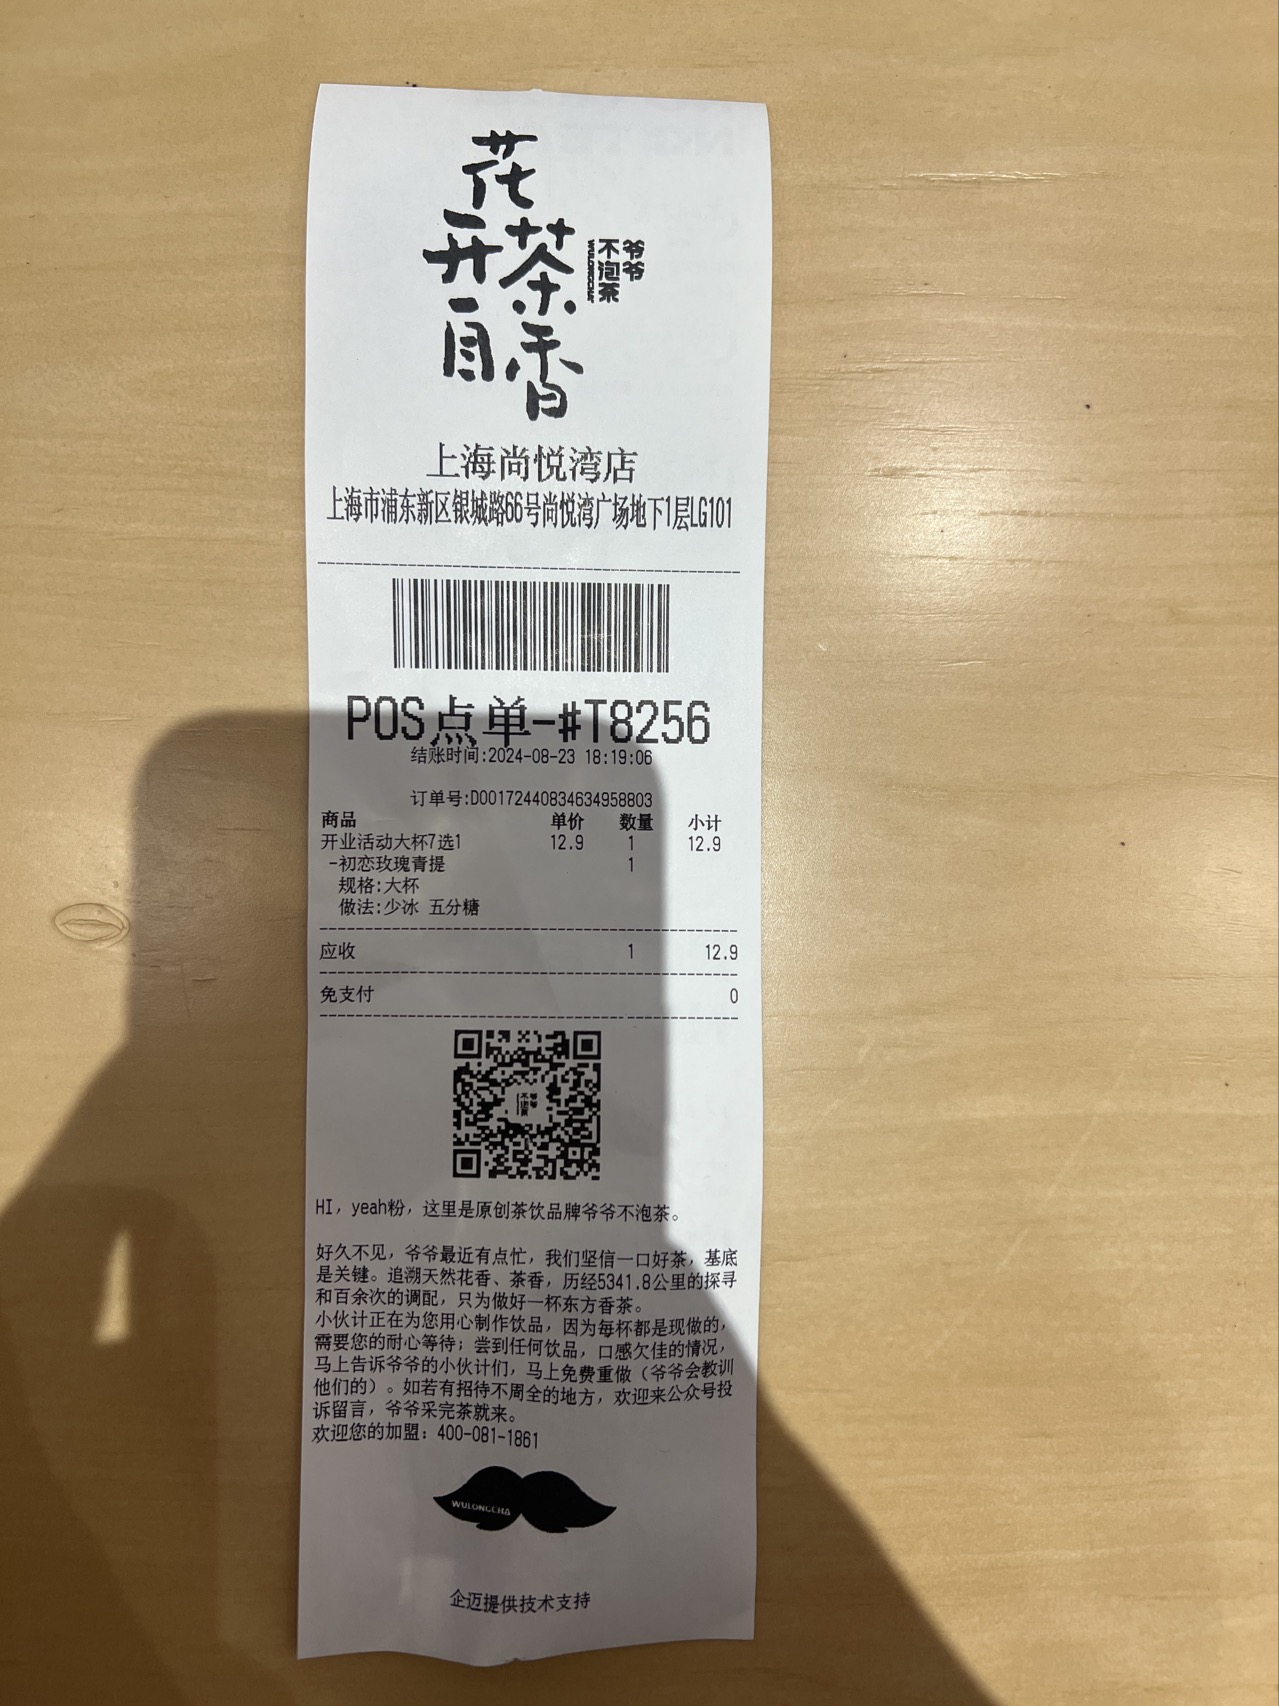 花开自
茶香
爷爷
不泡茶
WULONGCHA
上海尚悦湾店
上海市浦东新区银城路66号尚悦湾广场地下1层LG101
POS点单-#T8256
结账时间:2024-08-23 18:19:06
订单号:D00172440834634958803
商品 单价 数量 小计
开业活动大杯7选1 12.9 1 12.9
-初恋玫瑰青提 1
规格:大杯
做法:少冰 五分糖
应收 1 12.9
免支付 0
爷爷
不泡茶
HI，yeah粉，这里是原创茶饮品牌爷爷不泡茶。
好久不见，爷爷最近有点忙，我们坚信一口好茶，基底
是关键。追溯天然花香、茶香，历经5341.8公里的探寻
和百余次的调配，只为做好一杯东方香茶。
小伙计正在为您用心制作饮品，因为每杯都是现做的，
需要您的耐心等待；尝到任何饮品，口感欠佳的情况，
马上告诉爷爷的小伙计们，马上免费重做（爷爷会教训
他们的）。如若有招待不周全的地方，欢迎来公众号投
诉留言，爷爷采完茶就来。
欢迎您的加盟：400-081-1861
WULONGCHA
企迈提供技术支持